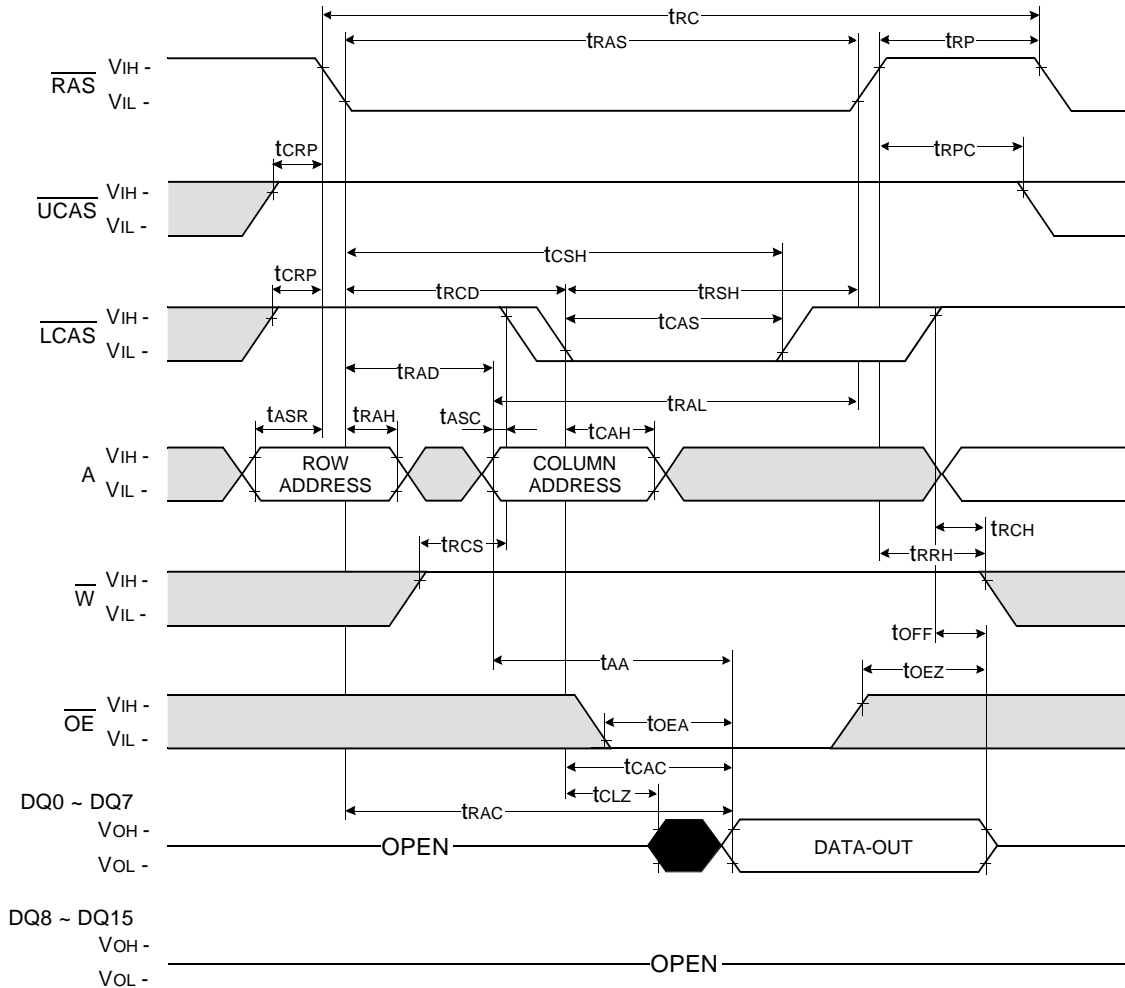 tRC
tRAS
tRP
RAS
VIH -
VIL -
tCRP
tRPC
UCAS
VIH -
VIL -
tCSH
tCRP
tRCD
tRSH
LCAS
VIH -
VIL -
tCAS
tRAD
tRAL
tASR
tRAH
tASC
tCAH
A
VIH -
VIL -
ROW
ADDRESS
COLUMN
ADDRESS
tRCH
tRCS
tRRH
W
VIH -
VIL -
tOFF
tAA
tOEZ
OE
VIH -
VIL -
tOEA
tCAC
tCLZ
tRAC
DQ0 ~ DQ7
VOH -
VOL -
OPEN
DATA-OUT
DQ8 ~ DQ15
VOH -
VOL -
OPEN